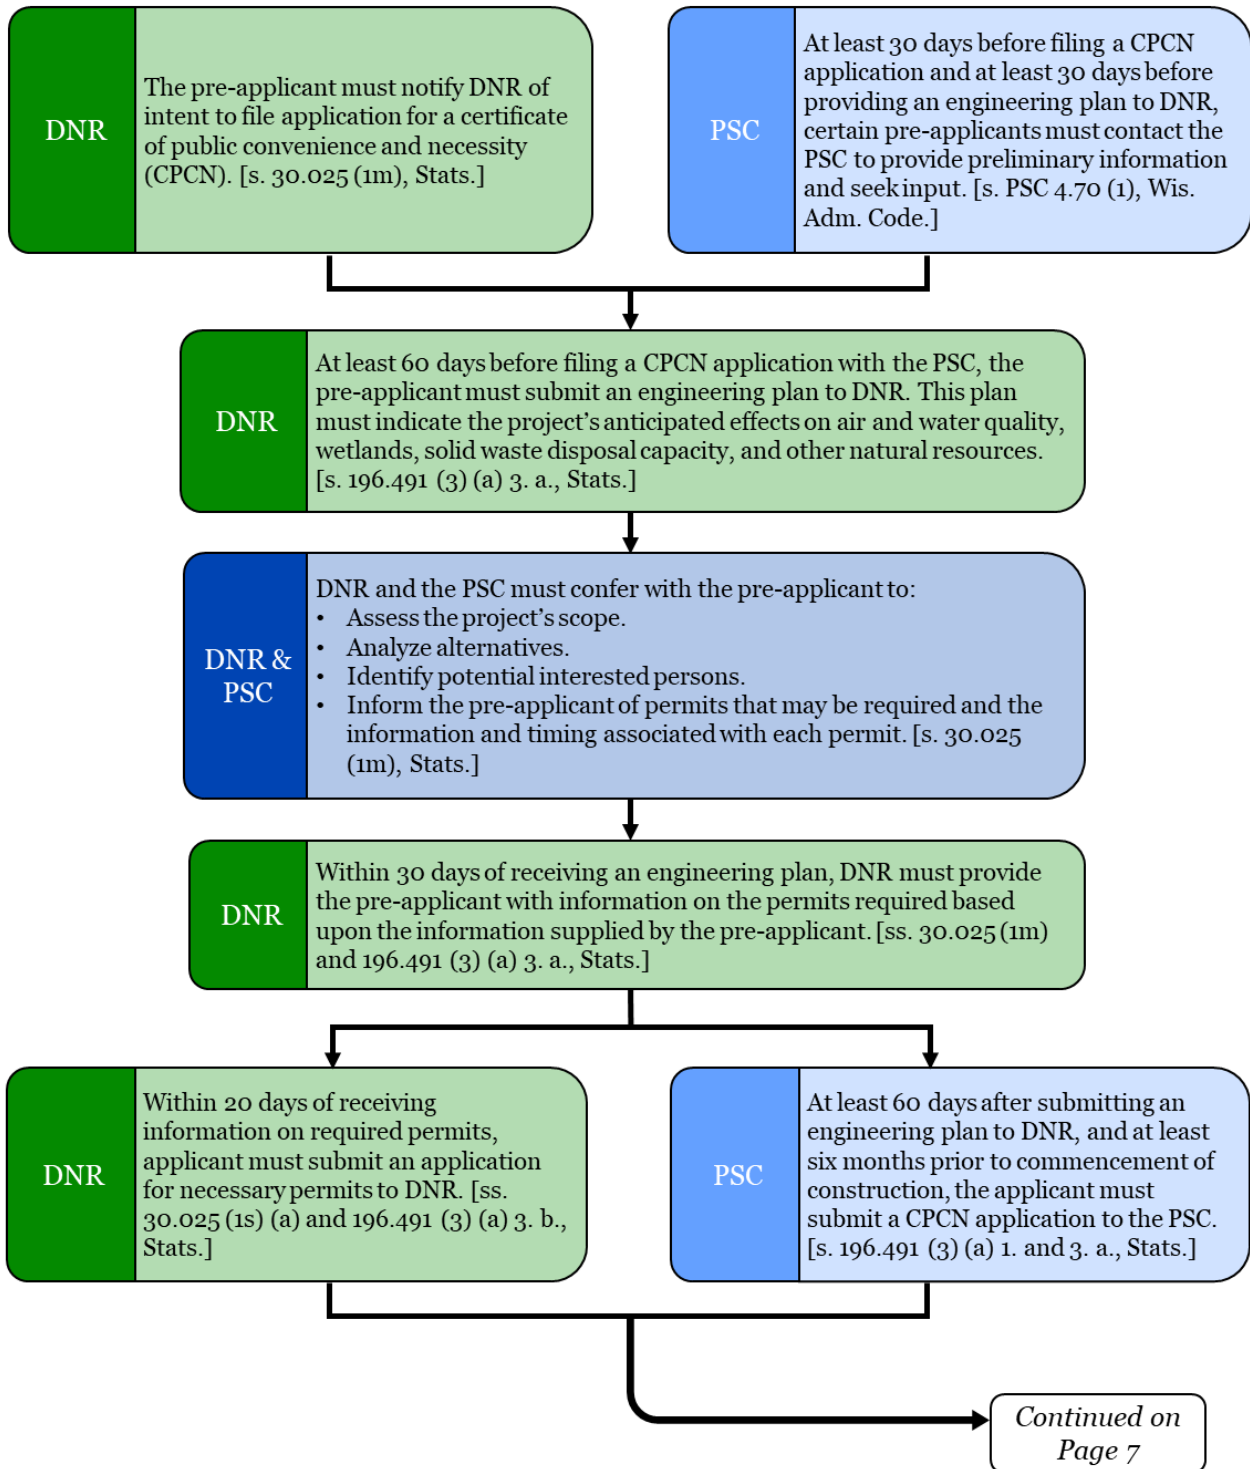 DNR
The pre-applicant must notify DNR of
intent to file application for a certificate
of public convenience and necessity
(CPCN). [s. 30.025 (1m), Stats.]
PSC
At least 30 days before filing a CPCN
application and at least 30 days before
providing an engineering plan to DNR,
certain pre-applicants must contact the
PSC to provide preliminary information
and seek input. [s. PSC 4.70 (1), Wis.
Adm. Code.]
DNR
At least 60 days before filing a CPCN application with the PSC, the
pre-applicant must submit an engineering plan to DNR. This plan
must indicate the project’s anticipated effects on air and water quality,
wetlands, solid waste disposal capacity, and other natural resources.
[s. 196.491 (3) (a) 3. a., Stats.]
DNR &
PSC
DNR and the PSC must confer with the pre-applicant to:
• Assess the project’s scope.
• Analyze alternatives.
• Identify potential interested persons.
• Inform the pre-applicant of permits that may be required and the
information and timing associated with each permit. [s. 30.025
(1m), Stats.]
DNR
Within 30 days of receiving an engineering plan, DNR must provide
the pre-applicant with information on the permits required based
upon the information supplied by the pre-applicant. [ss. 30.025 (1m)
and 196.491 (3) (a) 3. a., Stats.]
DNR
Within 20 days of receiving
information on required permits,
applicant must submit an application
for necessary permits to DNR. [ss.
30.025 (1s) (a) and 196.491 (3) (a) 3. b.,
Stats.]
PSC
At least 60 days after submitting an
engineering plan to DNR, and at least
six months prior to commencement of
construction, the applicant must
submit a CPCN application to the PSC.
[s. 196.491 (3) (a) 1. and 3. a., Stats.]
Continued on
Page 7